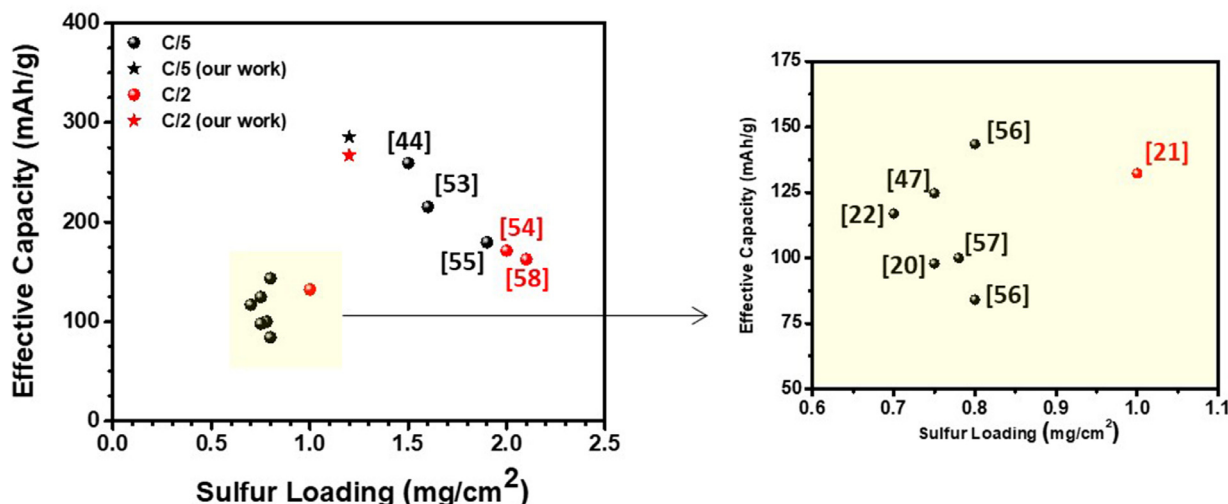 400
300
200
100
0
Effective Capacity (mAh/g)
C/5
C/5 (our work)
C/2
C/2 (our work)
[44]
[53]
[54]
[55]
[58]
0.0 0.5 1.0 1.5 2.0 2.5
Sulfur Loading (mg/cm²)
175
150
125
100
75
50
Effective Capacity (mAh/g)
[56]
[21]
[47]
[22]
[57]
[20]
[56]
0.6 0.7 0.8 0.9 1.0 1.1
Sulfur Loading (mg/cm²)